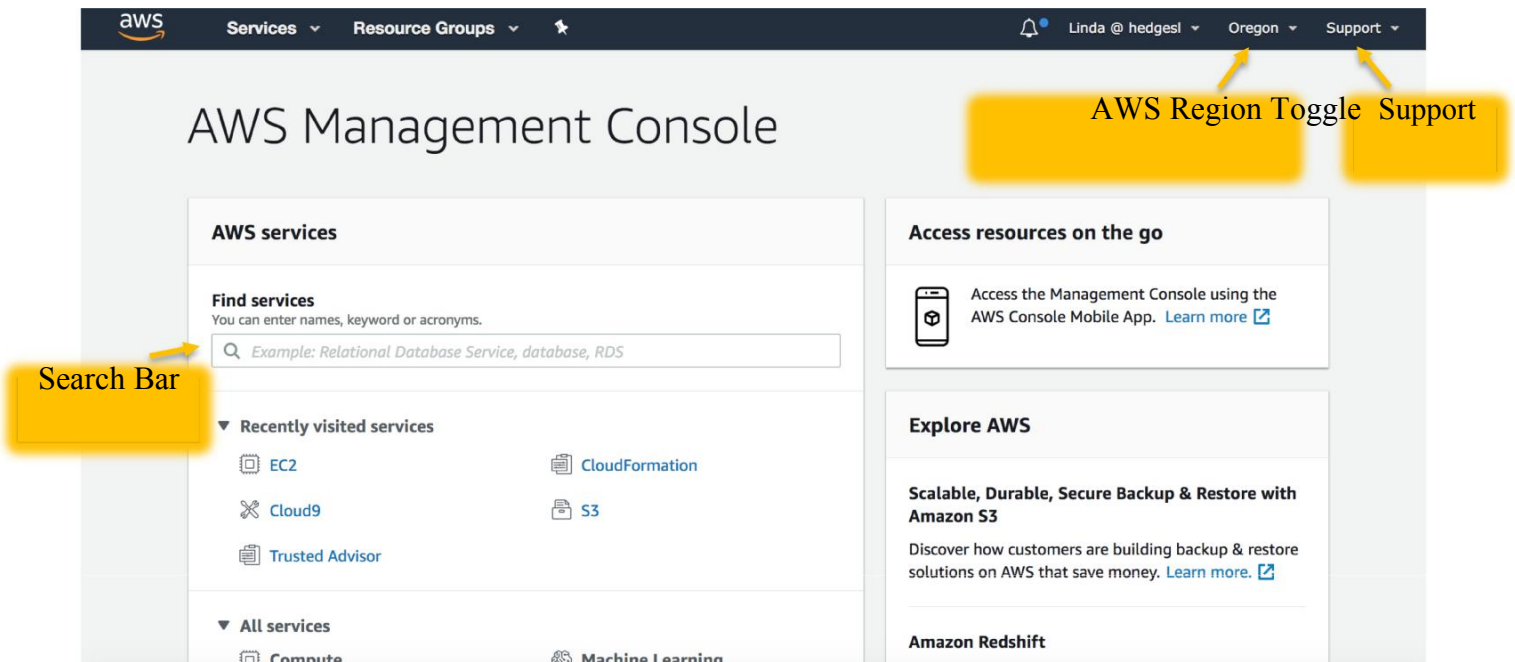 aws Services Resource Groups Linda @ hedgesl Oregon Support
AWS Region Toggle Support
AWS Management Console
AWS services
Find services
You can enter names, keyword or acronyms.
Example: Relational Database Service, database, RDS
Search Bar
Recently visited services
EC2 CloudFormation
Cloud9 S3
Trusted Advisor
All services
Compute Machine Learning
Access resources on the go
Access the Management Console using the
AWS Console Mobile App. Learn more
Explore AWS
Scalable, Durable, Secure Backup & Restore with
Amazon S3
Discover how customers are building backup & restore
solutions on AWS that save money. Learn more.
Amazon Redshift